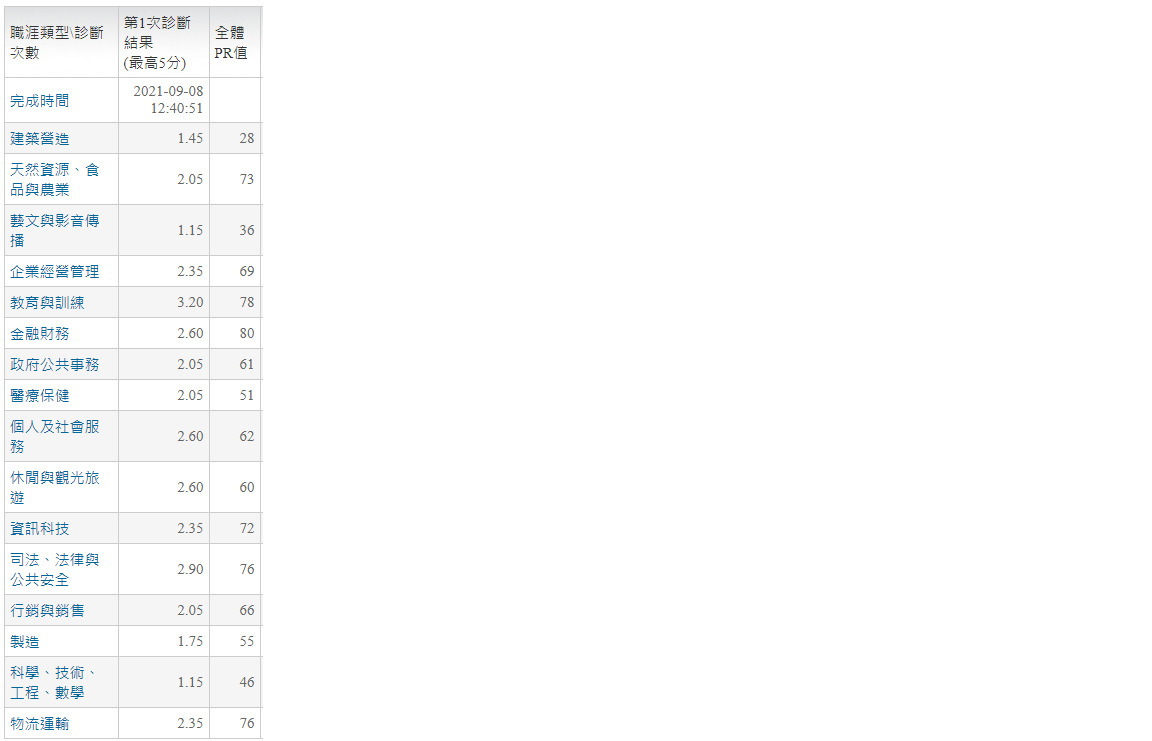 職涯類型\診斷
次數
第1次診斷
結果
(最高5分)
全體
PR值
完成時間
2021-09-08
12:40:51
建築營造 1.45 28
天然資源、食
品與農業
2.05 73
藝文與影音傳
播
1.15 36
企業經營管理 2.35 69
教育與訓練 3.20 78
金融財務 2.60 80
政府公共事務 2.05 61
醫療保健 2.05 51
個人及社會服
務
2.60 62
休閒與觀光旅
遊
2.60 60
資訊科技 2.35 72
司法、法律與
公共安全
2.90 76
行銷與銷售 2.05 66
製造 1.75 55
科學、技術、
工程、數學
1.15 46
物流運輸 2.35 76